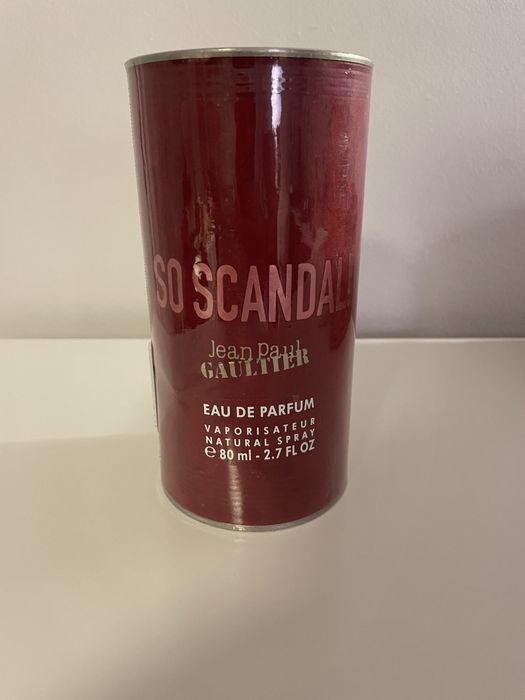 SO SCANDAL!
Jean Paul
GAULTIER
EAU DE PARFUM
VAPORISATEUR
NATURAL SPRAY
℮ 80 ml - 2.7 FL OZ